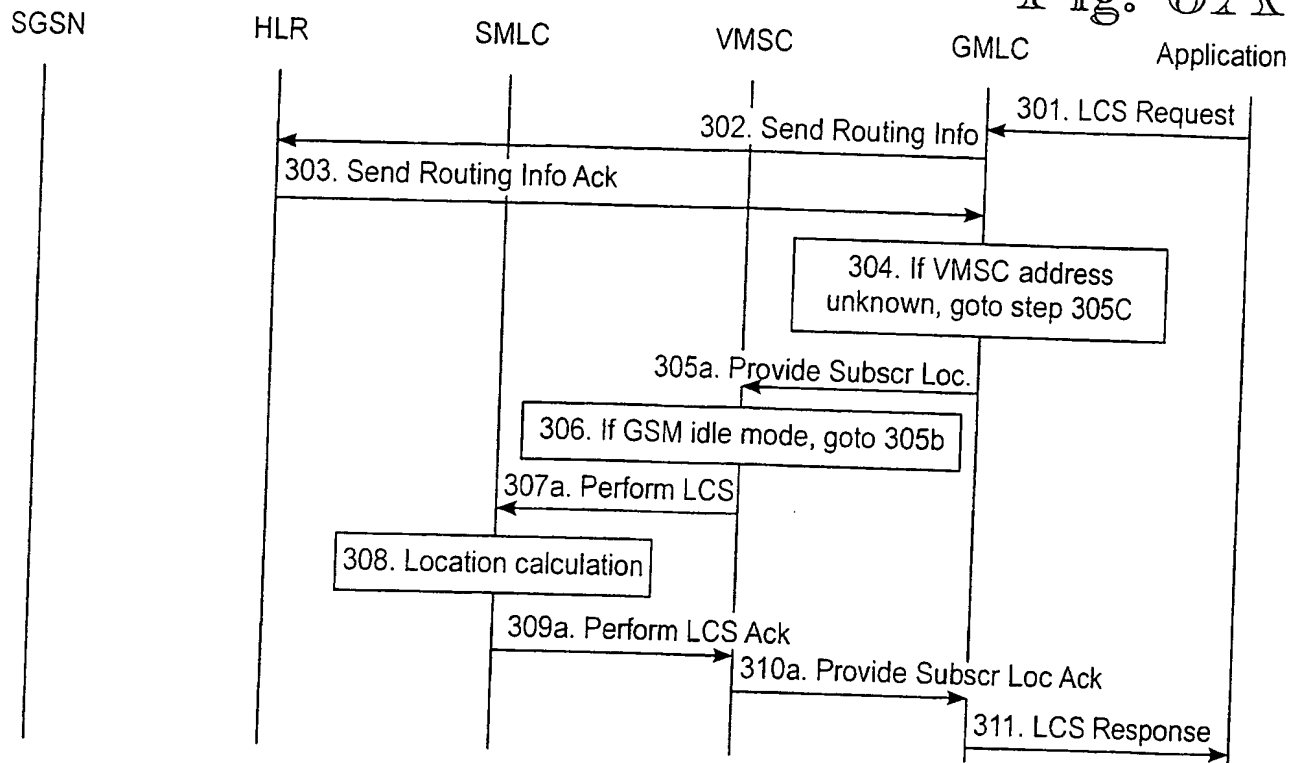 SGSN
HLR
SMLC
VMSC
GMLC
Application
301. LCS Request
302. Send Routing Info
303. Send Routing Info Ack
304. If VMSC address
unknown, goto step 305C
305a. Provide Subscr Loc.
306. If GSM idle mode, goto 305b
307a. Perform LCS
308. Location calculation
309a. Perform LCS Ack
310a. Provide Subscr Loc Ack
311. LCS Response